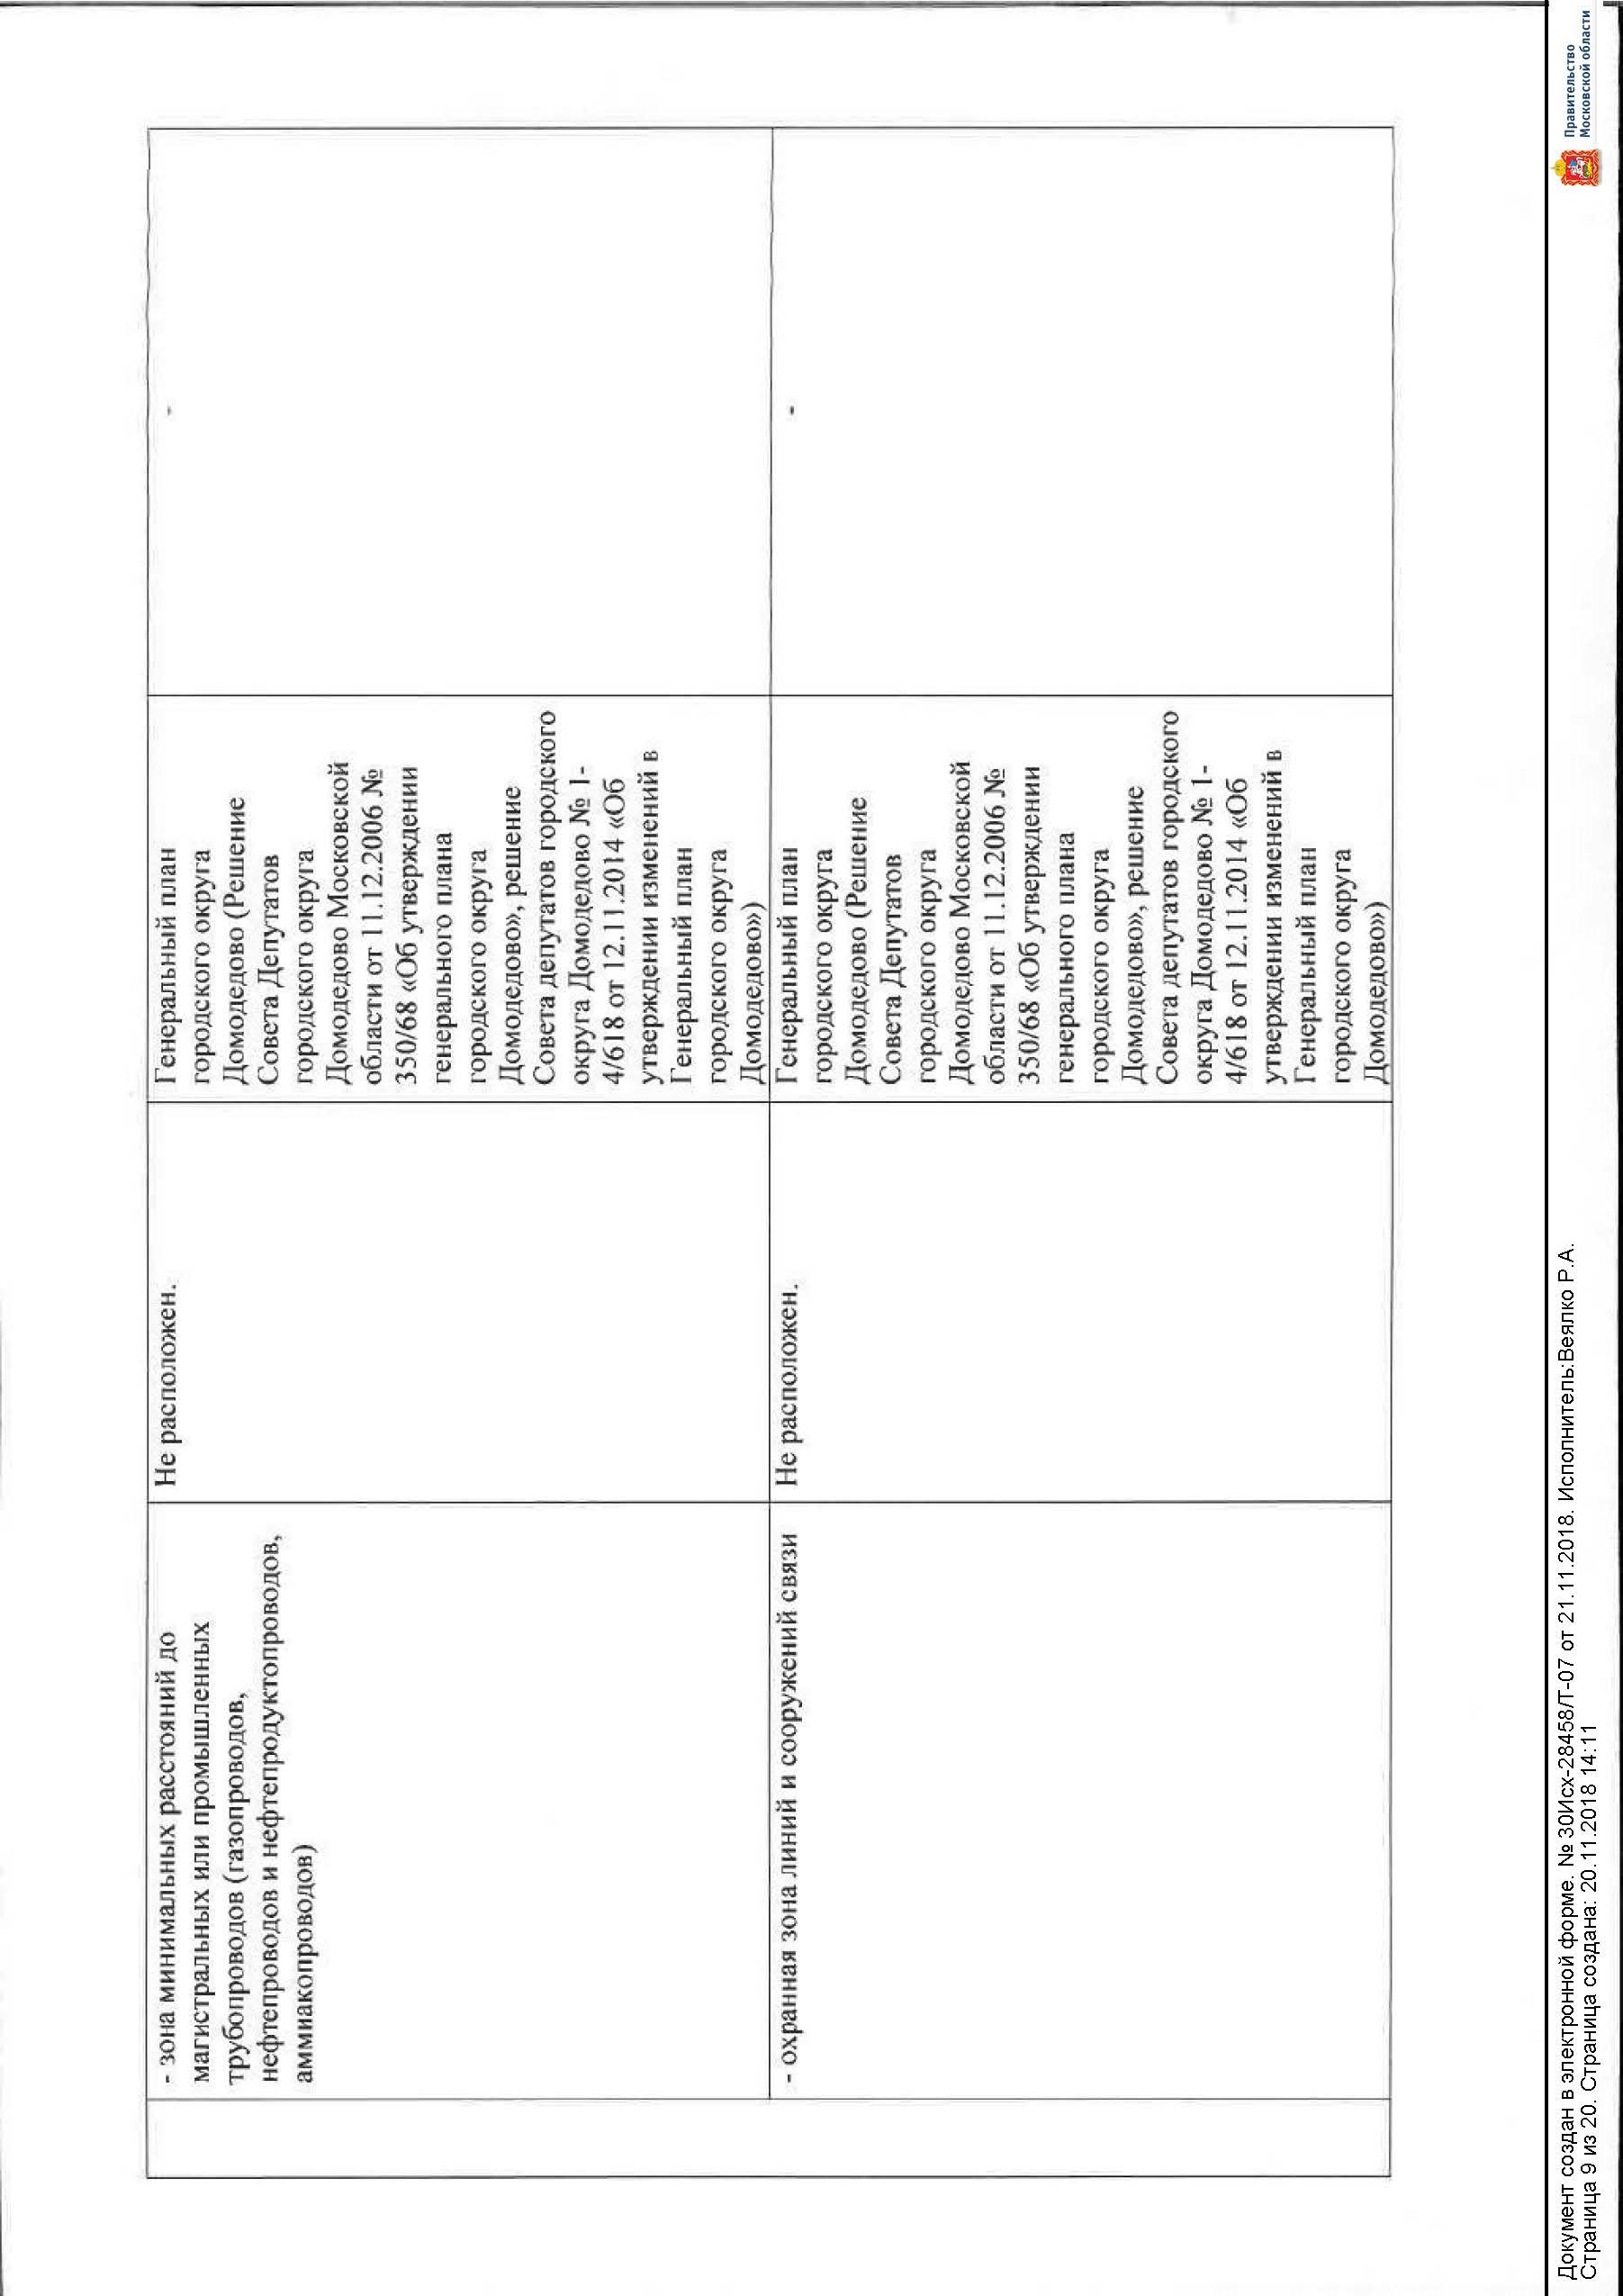 - зона минимальных расстояний до
магистральных или промышленных
трубопроводов (газопроводов,
нефтепроводов и нефтепродуктопроводов,
аммиакопроводов)
Не расположен.
Генеральный план
городского округа
Домодедово (Решение
Совета Депутатов
городского округа
Домодедово Московской
области от 11.12.2006 №
350/68 «Об утверждении
генерального плана
городского округа
Домодедово», решение
Совета депутатов городского
округа Домодедово № 1-
4/618 от 12.11.2014 «Об
утверждении изменений в
Генеральный план
городского округа
Домодедово»)
-
- охранная зона линий и сооружений связи
Не расположен.
Генеральный план
городского округа
Домодедово (Решение
Совета Депутатов
городского округа
Домодедово Московской
области от 11.12.2006 №
350/68 «Об утверждении
генерального плана
городского округа
Домодедово», решение
Совета депутатов городского
округа Домодедово № 1-
4/618 от 12.11.2014 «Об
утверждении изменений в
Генеральный план
городского округа
Домодедово»)
-
Документ создан в электронной форме. № 30Исх-28458/Т-07 от 21.11.2018. Исполнитель:Веялко Р.А.
Страница 9 из 20. Страница создана: 20.11.2018 14:11
Правительство
Московской области